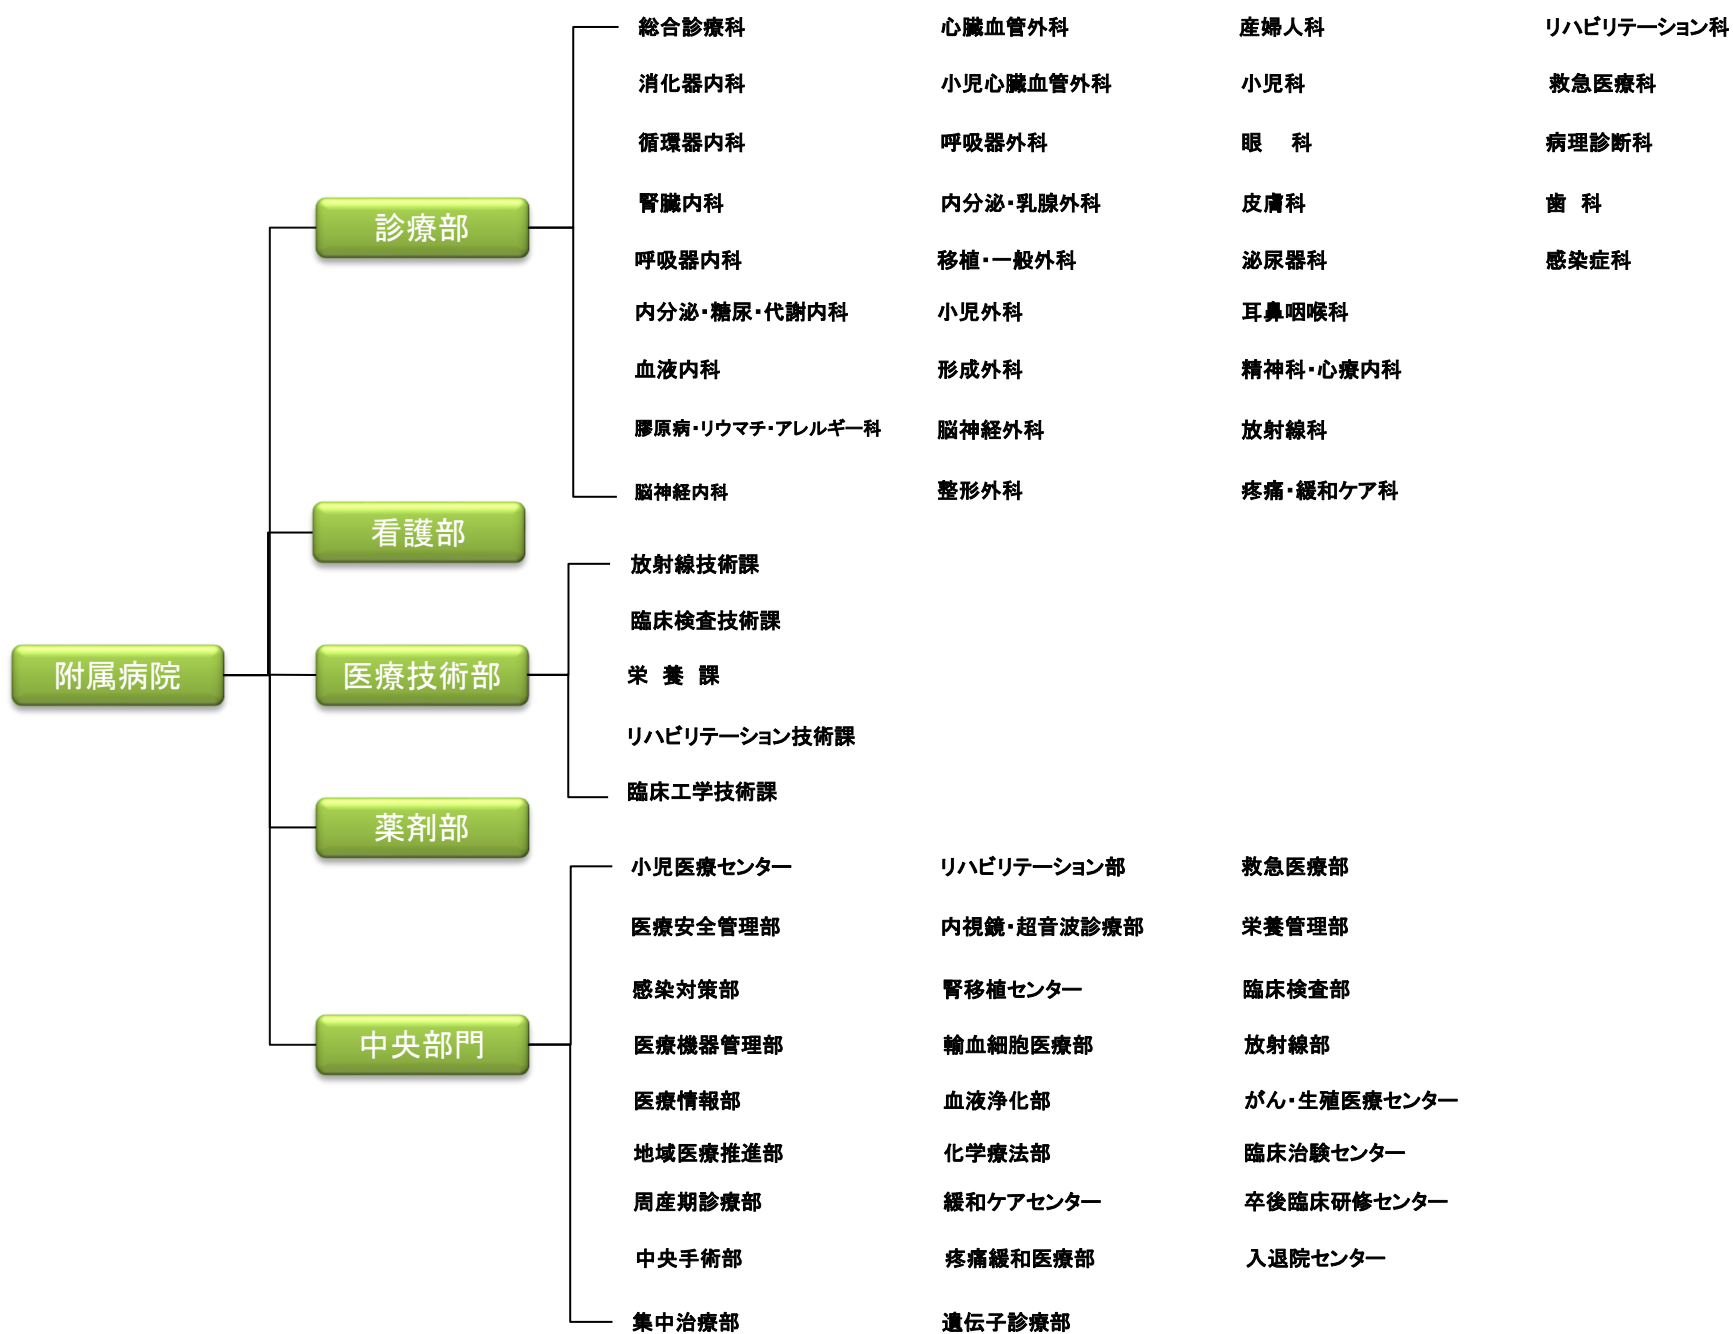 附属病院
診療部
総合診療科
心臓血管外科
産婦人科
リハビリテーション科
消化器内科
小児心臓血管外科
小児科
救急医療科
循環器内科
呼吸器外科
眼　科
病理診断科
腎臓内科
内分泌・乳腺外科
皮膚科
歯　科
呼吸器内科
移植・一般外科
泌尿器科
感染症科
内分泌・糖尿・代謝内科
小児外科
耳鼻咽喉科
血液内科
形成外科
精神科・心療内科
膠原病・リウマチ・アレルギー科
脳神経外科
放射線科
脳神経内科
整形外科
疼痛・緩和ケア科
看護部
医療技術部
放射線技術課
臨床検査技術課
栄　養　課
リハビリテーション技術課
臨床工学技術課
薬剤部
中央部門
小児医療センター
リハビリテーション部
救急医療部
医療安全管理部
内視鏡・超音波診療部
栄養管理部
感染対策部
腎移植センター
臨床検査部
医療機器管理部
輸血細胞医療部
放射線部
医療情報部
血液浄化部
がん・生殖医療センター
地域医療推進部
化学療法部
臨床治験センター
周産期診療部
緩和ケアセンター
卒後臨床研修センター
中央手術部
疼痛緩和医療部
入退院センター
集中治療部
遺伝子診療部